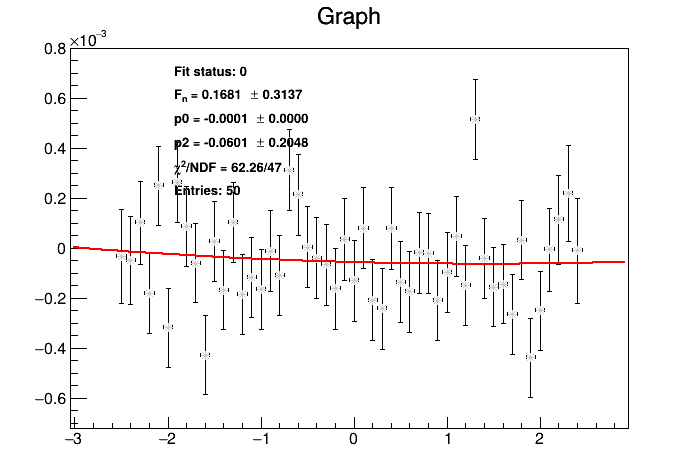 Graph
×10⁻³
0.8
Fit status: 0
0.6
Fₙ = 0.1681 ± 0.3137
p0 = -0.0001 ± 0.0000
0.4
p2 = -0.0601 ± 0.2048
χ²/NDF = 62.26/47
0.2
Entries: 50
0
−0.2
−0.4
−0.6
−3 −2 −1 0 1 2